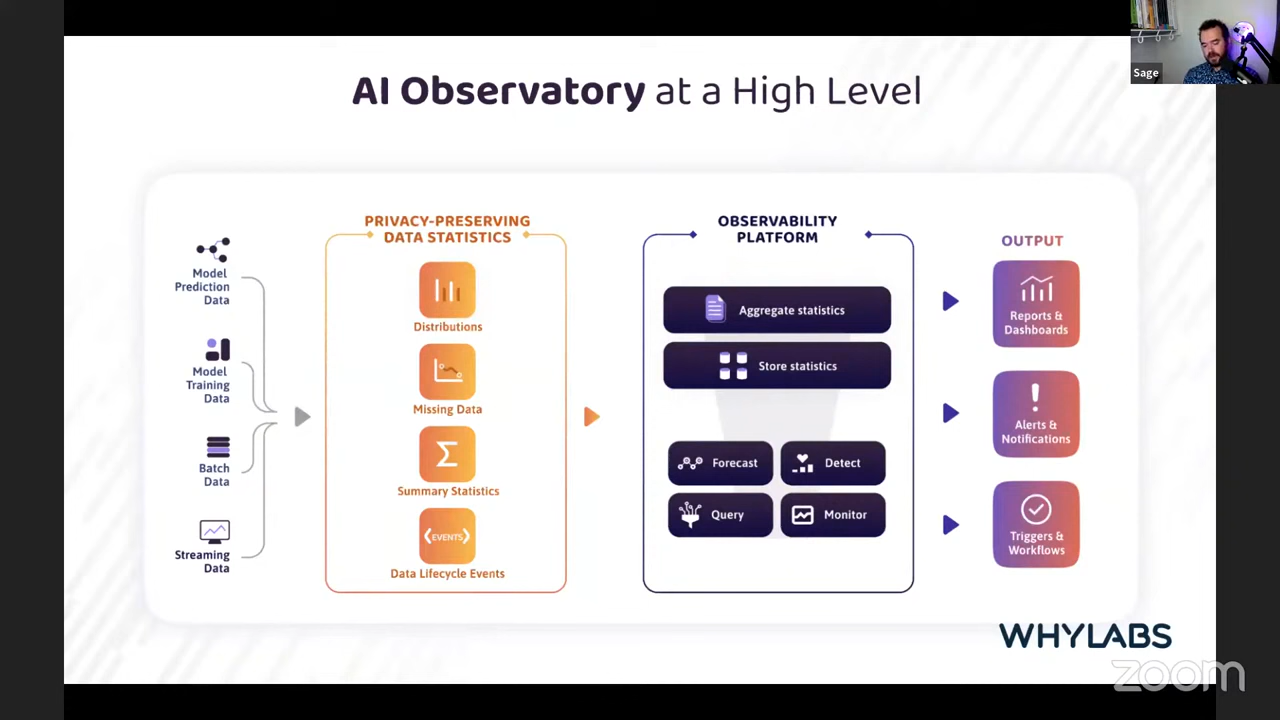 Sage
AI Observatory at a High Level
Model
Prediction
Data
Model
Training
Data
Batch
Data
Streaming
Data
PRIVACY-PRESERVING
DATA STATISTICS
Distributions
Missing Data
Σ
Summary Statistics
<EVENTS>
Data Lifecycle Events
OBSERVABILITY
PLATFORM
Aggregate statistics
Store statistics
Forecast
Detect
Query
Monitor
OUTPUT
Reports &
Dashboards
Alerts &
Notifications
Triggers &
Workflows
WHYLABS
zoom